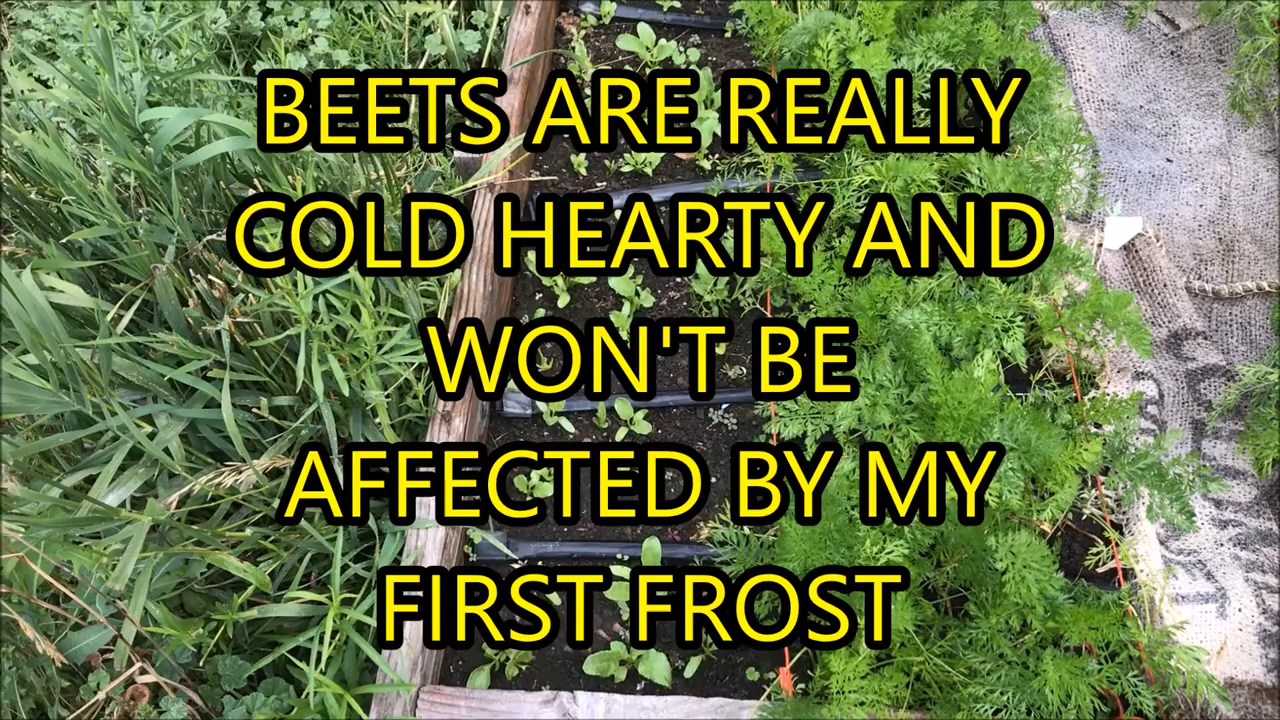 BEETS ARE REALLY
COLD HEARTY AND
WON'T BE
AFFECTED BY MY
FIRST FROST